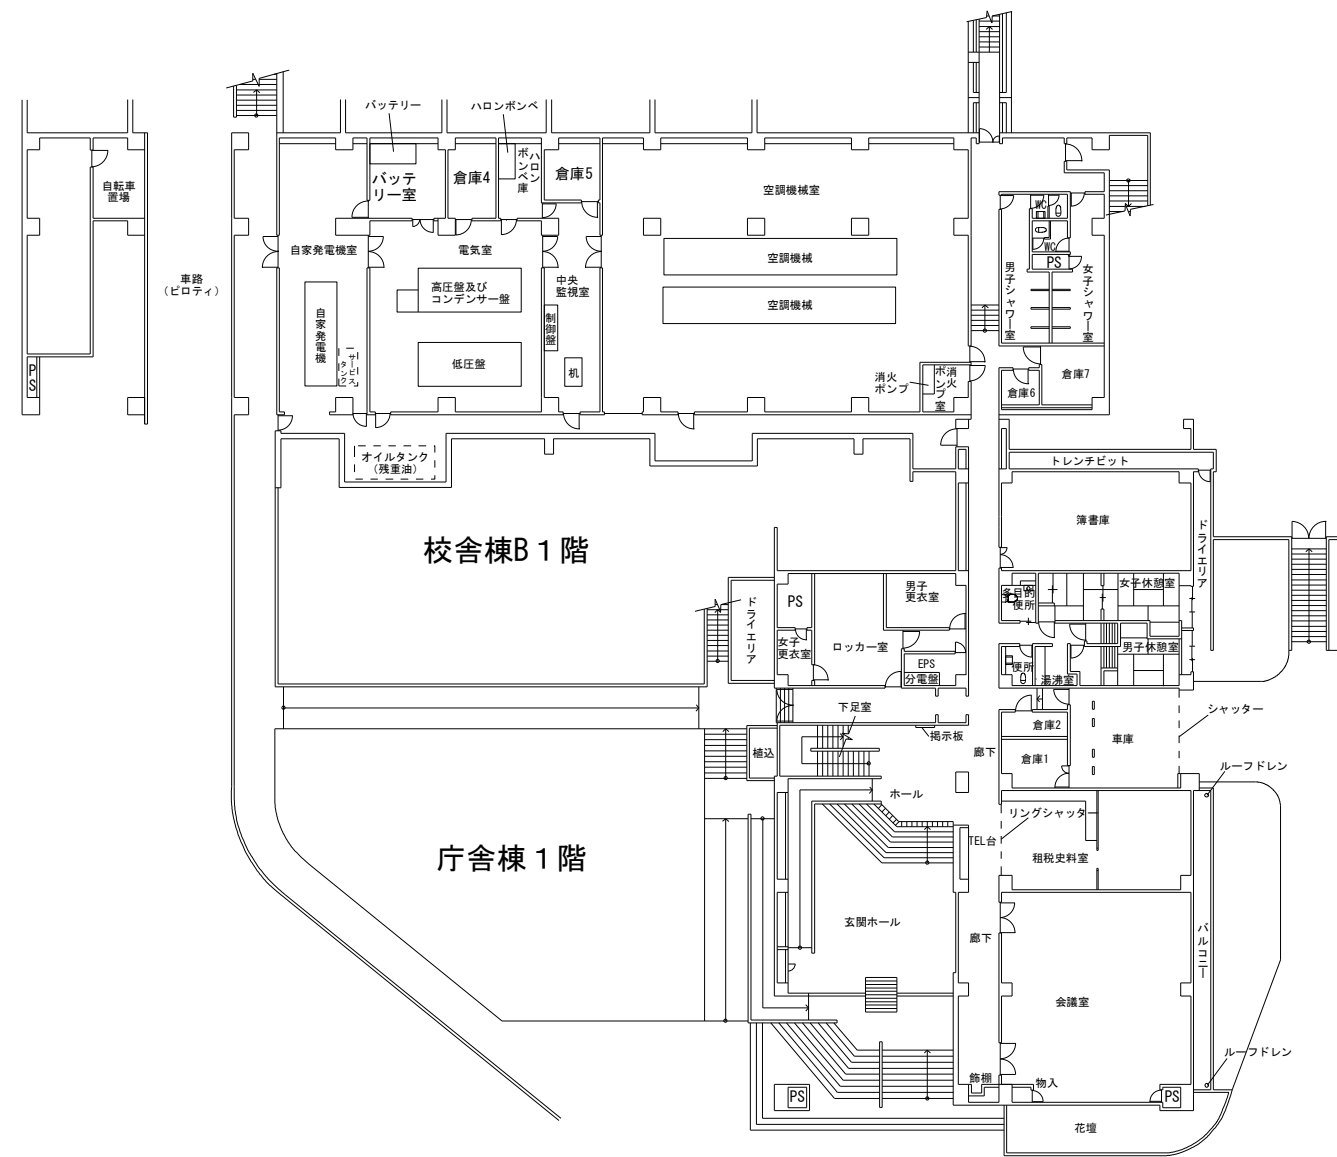 バッテリー
ハロンボンベ
バッテ
リー室
倉庫4
ハロン
ボンベ庫
倉庫5
空調機械室
自転車
置場
WC
WC
PS
男子シャワー室
女子シャワー室
自家発電機室
電気室
中央
監視室
空調機械
車路
(ピロティ)
高圧盤及び
コンデンサー盤
空調機械
自家発電機
制御盤
サービス
タンク
低圧盤
机
PS
消火
ポンプ
消火
ポンプ室
倉庫6
倉庫7
オイルタンク
(残重油)
トレンチピット
簿書庫
ドライエリア
校舎棟B１階
ドライエリア
PS
男子
更衣室
多目的
便所
女子休憩室
女子
更衣室
ロッカー室
EPS
分電盤
便所
湯沸室
男子休憩室
下足室
掲示板
植込
廊下
倉庫2
倉庫1
車庫
シャッター
ルーフドレン
ホール
リングシャッター
TEL台
租税史料室
庁舎棟１階
玄関ホール
廊下
バルコニー
会議室
ルーフドレン
飾棚
物入
PS
PS
花壇